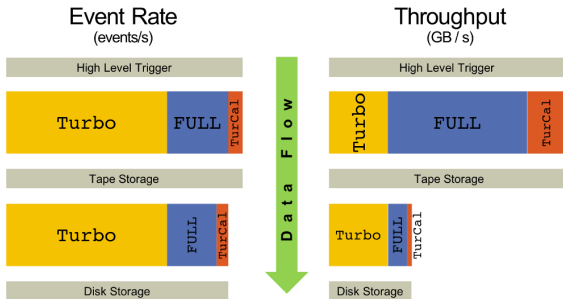 Event Rate
(events/s)
High Level Trigger
Turbo
FULL
TurCal
Tape Storage
Turbo
FULL
TurCal
Disk Storage
Data Flow
Throughput
(GB / s)
High Level Trigger
Turbo
FULL
TurCal
Tape Storage
Turbo
FULL
TurCal
Disk Storage